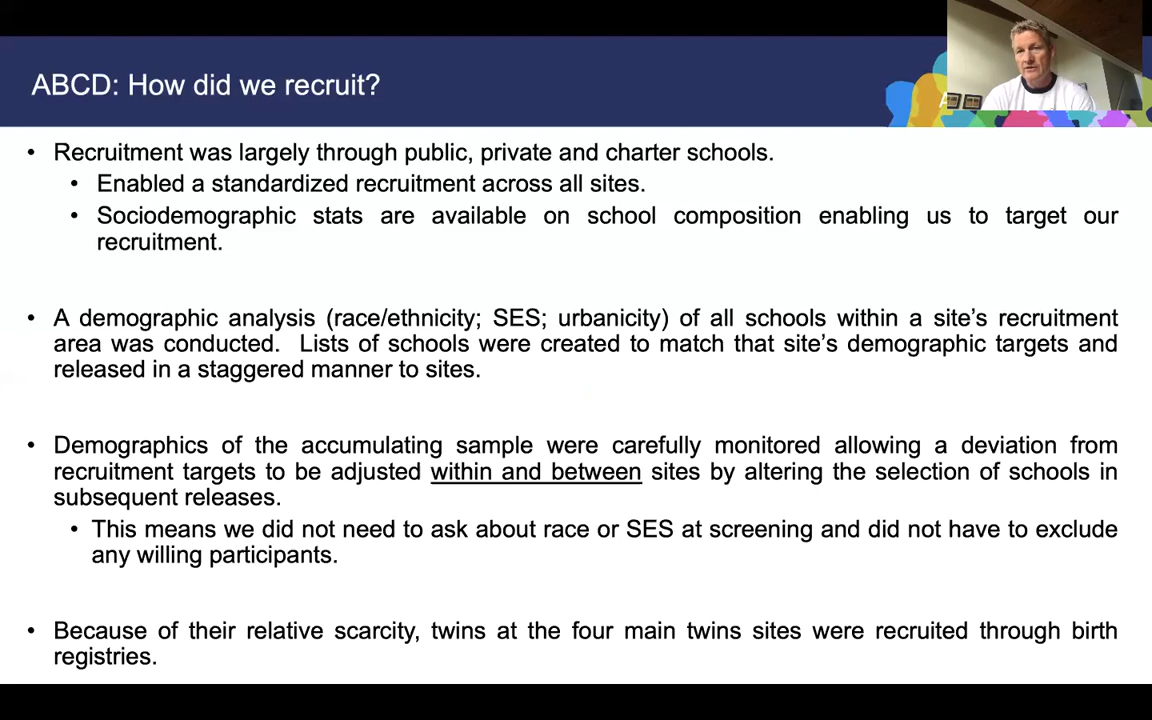 ABCD: How did we recruit?
• Recruitment was largely through public, private and charter schools.
• Enabled a standardized recruitment across all sites.
• Sociodemographic stats are available on school composition enabling us to target our
recruitment.
• A demographic analysis (race/ethnicity; SES; urbanicity) of all schools within a site's recruitment
area was conducted. Lists of schools were created to match that site's demographic targets and
released in a staggered manner to sites.
• Demographics of the accumulating sample were carefully monitored allowing a deviation from
recruitment targets to be adjusted within and between sites by altering the selection of schools in
subsequent releases.
• This means we did not need to ask about race or SES at screening and did not have to exclude
any willing participants.
• Because of their relative scarcity, twins at the four main twins sites were recruited through birth
registries.